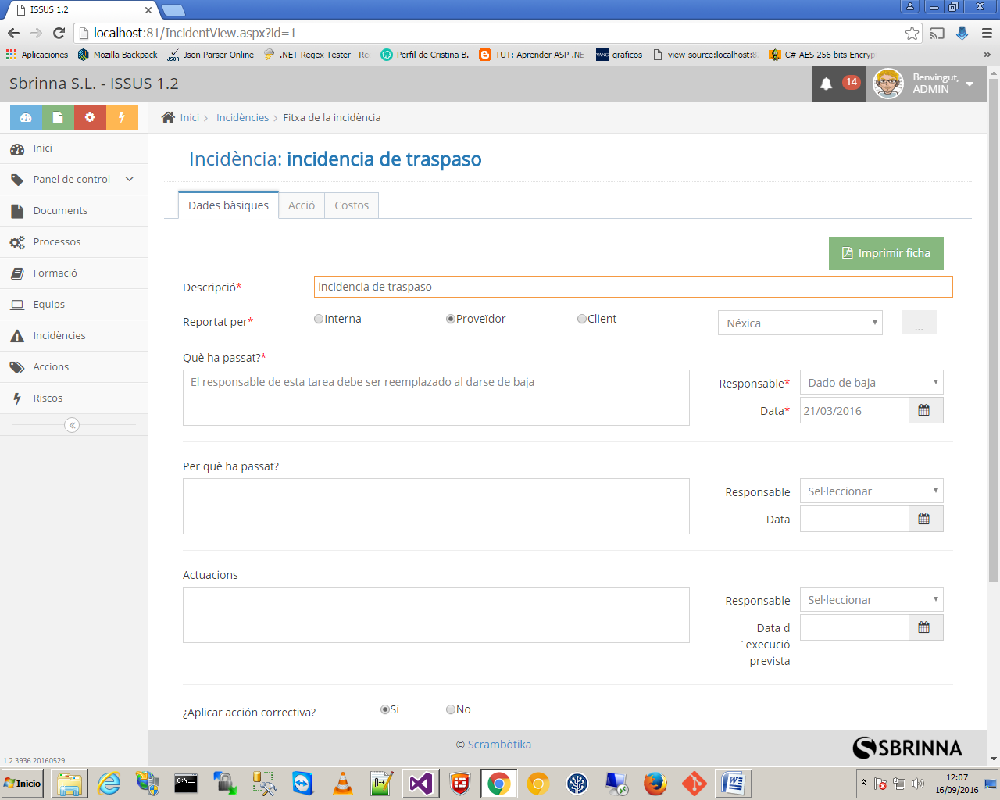 ISSUS 1.2
localhost:81/IncidentView.aspx?id=1
Aplicaciones Mozilla Backpack Json Parser Online .NET Regex Tester - Re Perfil de Cristina B. TUT: Aprender ASP .NE graficos view-source:localhost:8 C# AES 256 bits Encryp »
Sbrinna S.L. - ISSUS 1.2
14
Benvingut,
ADMIN
Inici Incidències Fitxa de la incidència
Inici
Panel de control
Documents
Processos
Formació
Equips
Incidències
Accions
Riscos
Incidència: incidencia de traspaso
Dades bàsiques Acció Costos
Imprimir ficha
Descripció* incidencia de traspaso
Reportat per* Interna Proveïdor Client Néxica ...
Què ha passat?*
El responsable de esta tarea debe ser reemplazado al darse de baja
Responsable* Dado de baja
Data* 21/03/2016
Per què ha passat?
Responsable Sel·leccionar
Data
Actuacions
Responsable Sel·leccionar
Data d
´execució
prevista
¿Aplicar acción correctiva? Sí No
© Scrambòtika
SBRINNA
1.2.3936.20160529
Inicio
12:07
16/09/2016